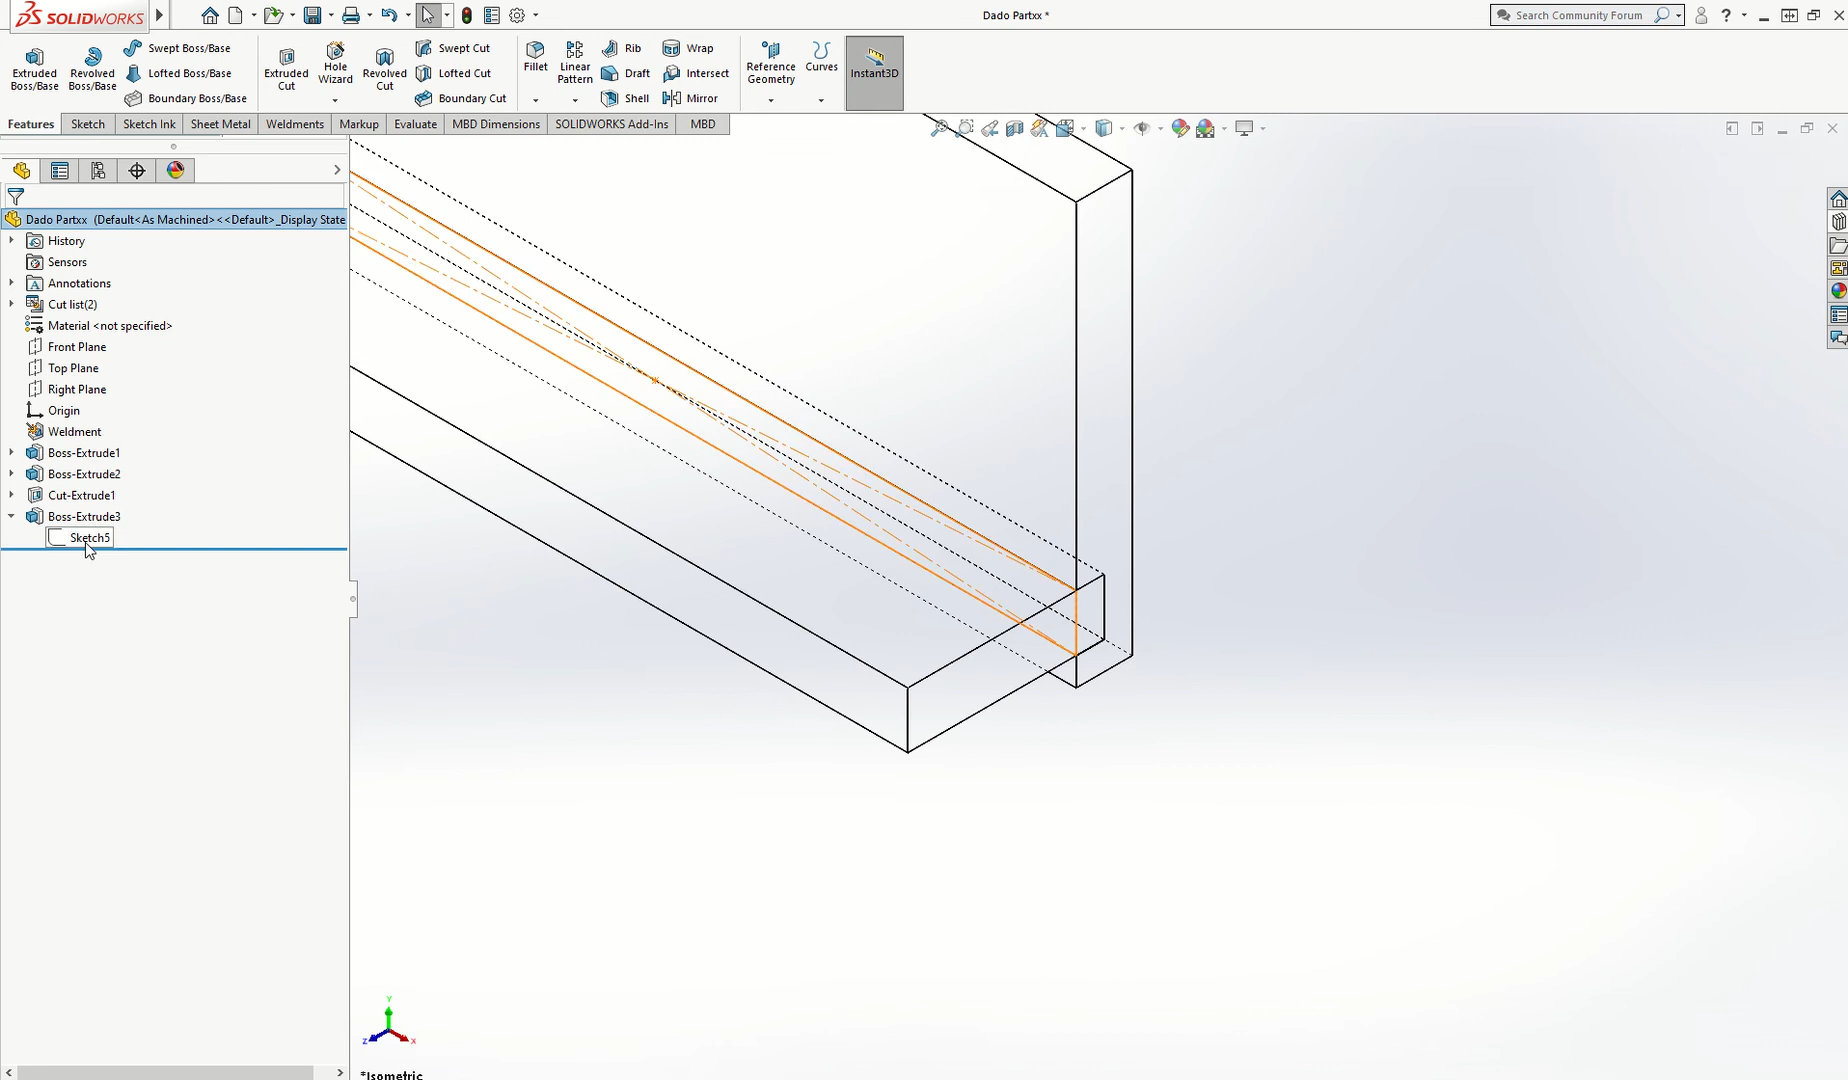 SOLIDWORKS
Dado Partxx *
Search Community Forum
?
Extruded Boss/Base
Revolved Boss/Base
Swept Boss/Base
Lofted Boss/Base
Boundary Boss/Base
Extruded Cut
Hole Wizard
Revolved Cut
Swept Cut
Lofted Cut
Boundary Cut
Fillet
Linear Pattern
Rib
Draft
Shell
Wrap
Intersect
Mirror
Reference Geometry
Curves
Instant3D
Features Sketch Sketch Ink Sheet Metal Weldments Markup Evaluate MBD Dimensions SOLIDWORKS Add-Ins MBD
Dado Partxx (Default<As Machined><<Default>_Display State
History
Sensors
A Annotations
Cut list(2)
Material <not specified>
Front Plane
Top Plane
Right Plane
Origin
Weldment
Boss-Extrude1
Boss-Extrude2
Cut-Extrude1
Boss-Extrude3
Sketch5
Y
Z
X
*Isometric